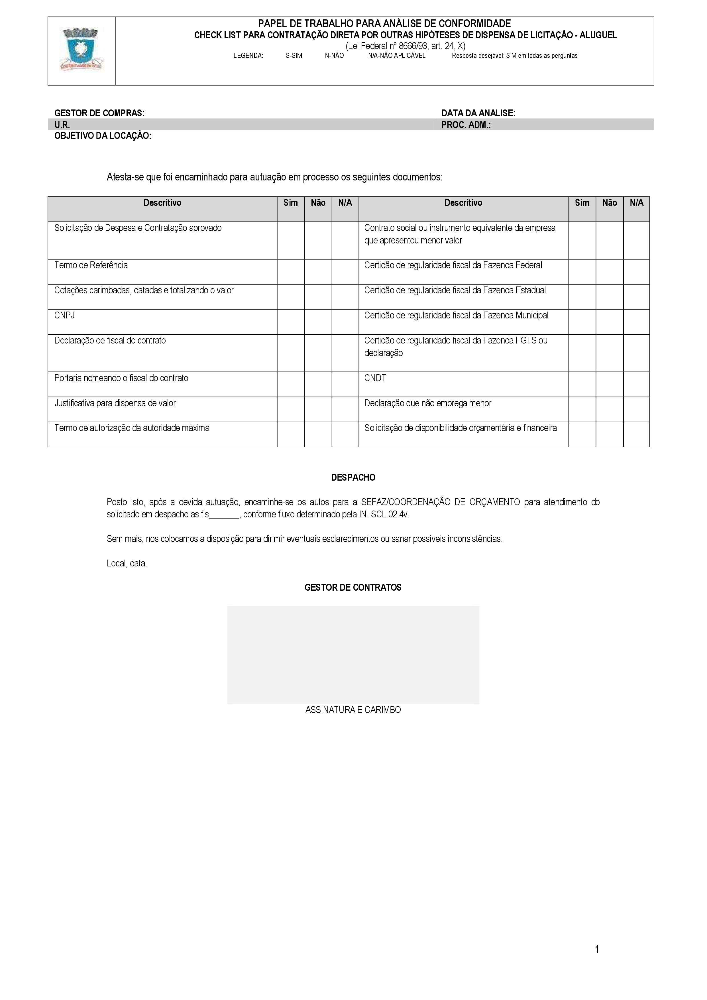 PAPEL DE TRABALHO PARA ANÁLISE DE CONFORMIDADE
CHECK LIST PARA CONTRATAÇÃO DIRETA POR OUTRAS HIPÓTESES DE DISPENSA DE LICITAÇÃO - ALUGUEL
(Lei Federal nº 8666/93, art. 24, X)
LEGENDA: S-SIM N-NÃO N/A-NÃO APLICÁVEL Resposta desejável: SIM em todas as perguntas
GESTOR DE COMPRAS: DATA DA ANALISE:
U.R. PROC. ADM.:
OBJETIVO DA LOCAÇÃO:
Atesta-se que foi encaminhado para autuação em processo os seguintes documentos:
Descritivo Sim Não N/A Descritivo Sim Não N/A
Solicitação de Despesa e Contratação aprovado Contrato social ou instrumento equivalente da empresa
que apresentou menor valor
Termo de Referência Certidão de regularidade fiscal da Fazenda Federal
Cotações carimbadas, datadas e totalizando o valor Certidão de regularidade fiscal da Fazenda Estadual
CNPJ Certidão de regularidade fiscal da Fazenda Municipal
Declaração de fiscal do contrato Certidão de regularidade fiscal da Fazenda FGTS ou
declaração
Portaria nomeando o fiscal do contrato CNDT
Justificativa para dispensa de valor Declaração que não emprega menor
Termo de autorização da autoridade máxima Solicitação de disponibilidade orçamentária e financeira
DESPACHO
Posto isto, após a devida autuação, encaminhe-se os autos para a SEFAZ/COORDENAÇÃO DE ORÇAMENTO para atendimento do
solicitado em despacho as fls_______, conforme fluxo determinado pela IN. SCL 02.4v.
Sem mais, nos colocamos a disposição para dirimir eventuais esclarecimentos ou sanar possíveis inconsistências.
Local, data.
GESTOR DE CONTRATOS
ASSINATURA E CARIMBO
1